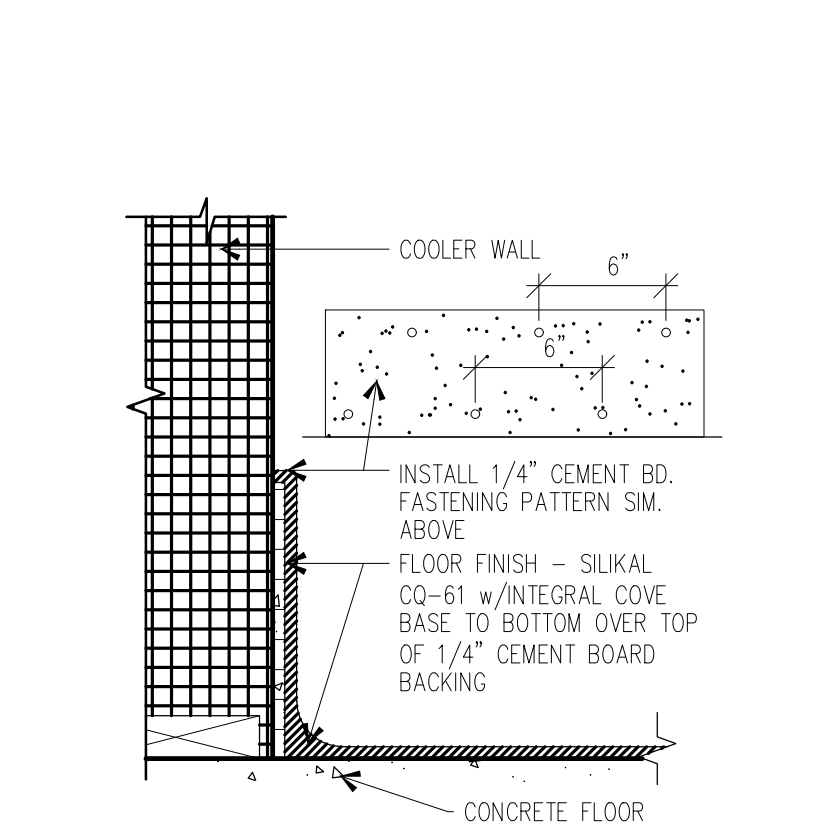 COOLER WALL
6"
6"
INSTALL 1/4" CEMENT BD.
FASTENING PATTERN SIM.
ABOVE
FLOOR FINISH – SILIKAL
CQ–61 w/INTEGRAL COVE
BASE TO BOTTOM OVER TOP
OF 1/4" CEMENT BOARD
BACKING
CONCRETE FLOOR